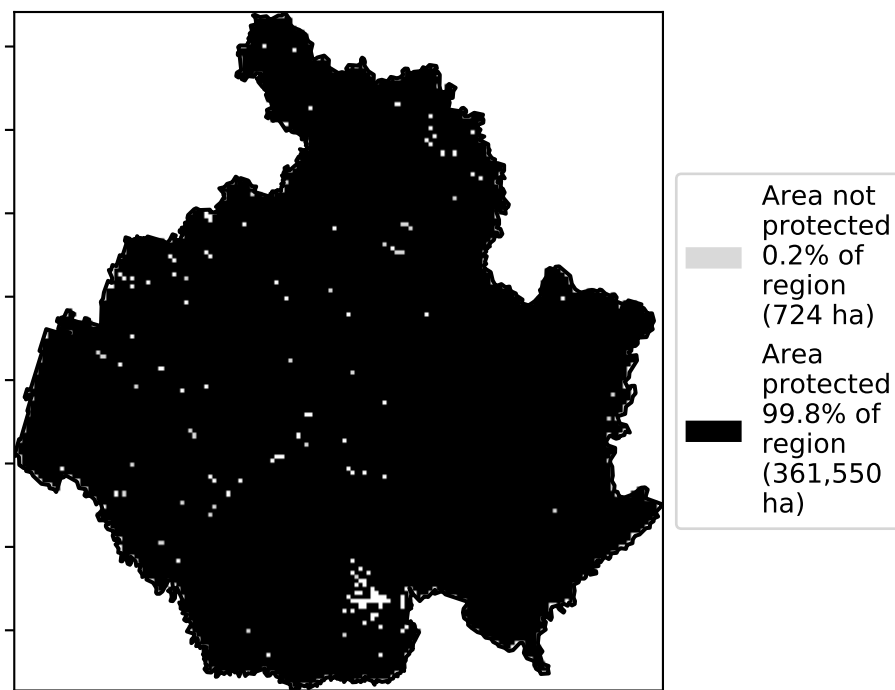 Area not
protected
0.2% of
region
(724 ha)
Area
protected
99.8% of
region
(361,550
ha)